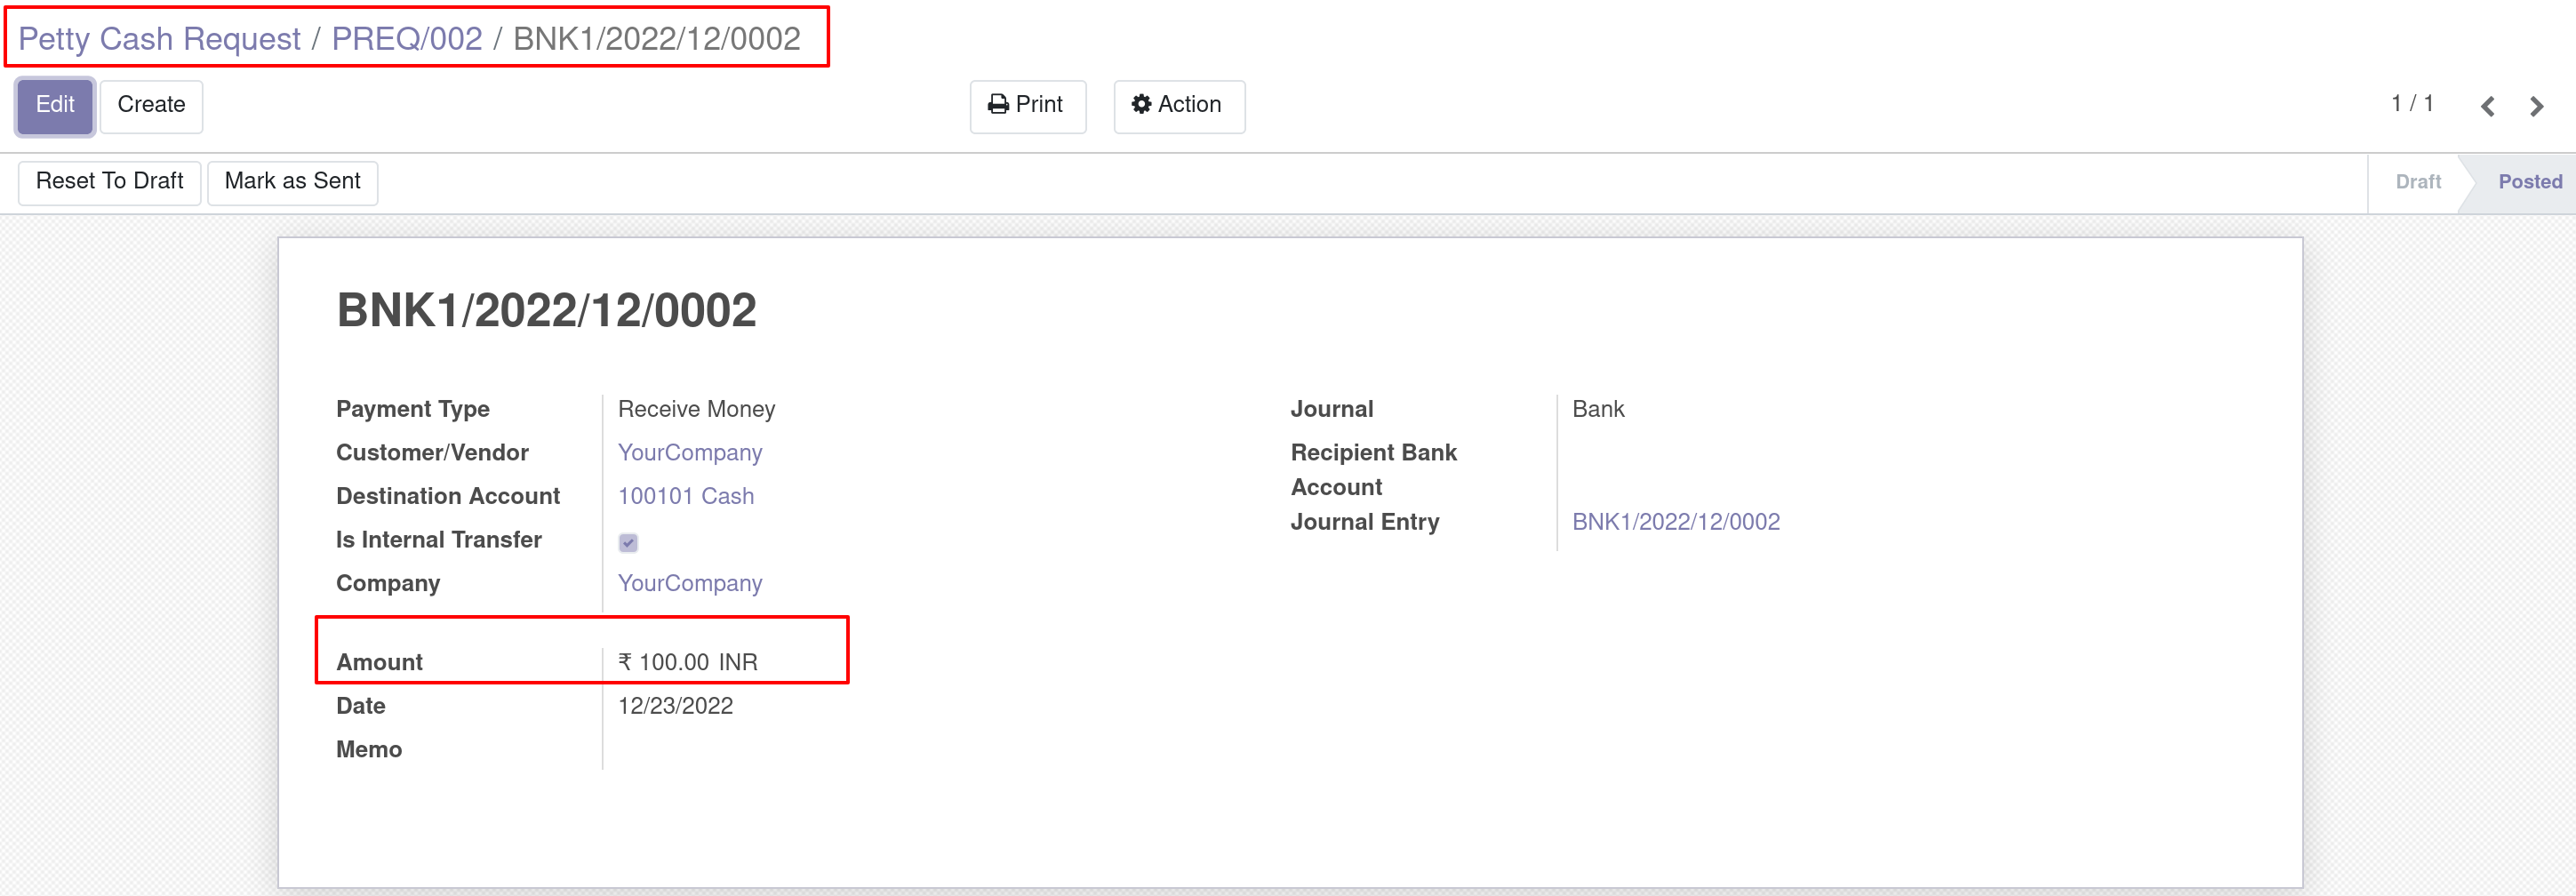 Petty Cash Request / PREQ/002 / BNK1/2022/12/0002
Edit Create Print Action 1 / 1
Reset To Draft Mark as Sent Draft Posted
BNK1/2022/12/0002
Payment Type Receive Money
Customer/Vendor YourCompany
Destination Account 100101 Cash
Is Internal Transfer
Company YourCompany
Journal Bank
Recipient Bank
Account
Journal Entry BNK1/2022/12/0002
Amount ₹ 100.00 INR
Date 12/23/2022
Memo